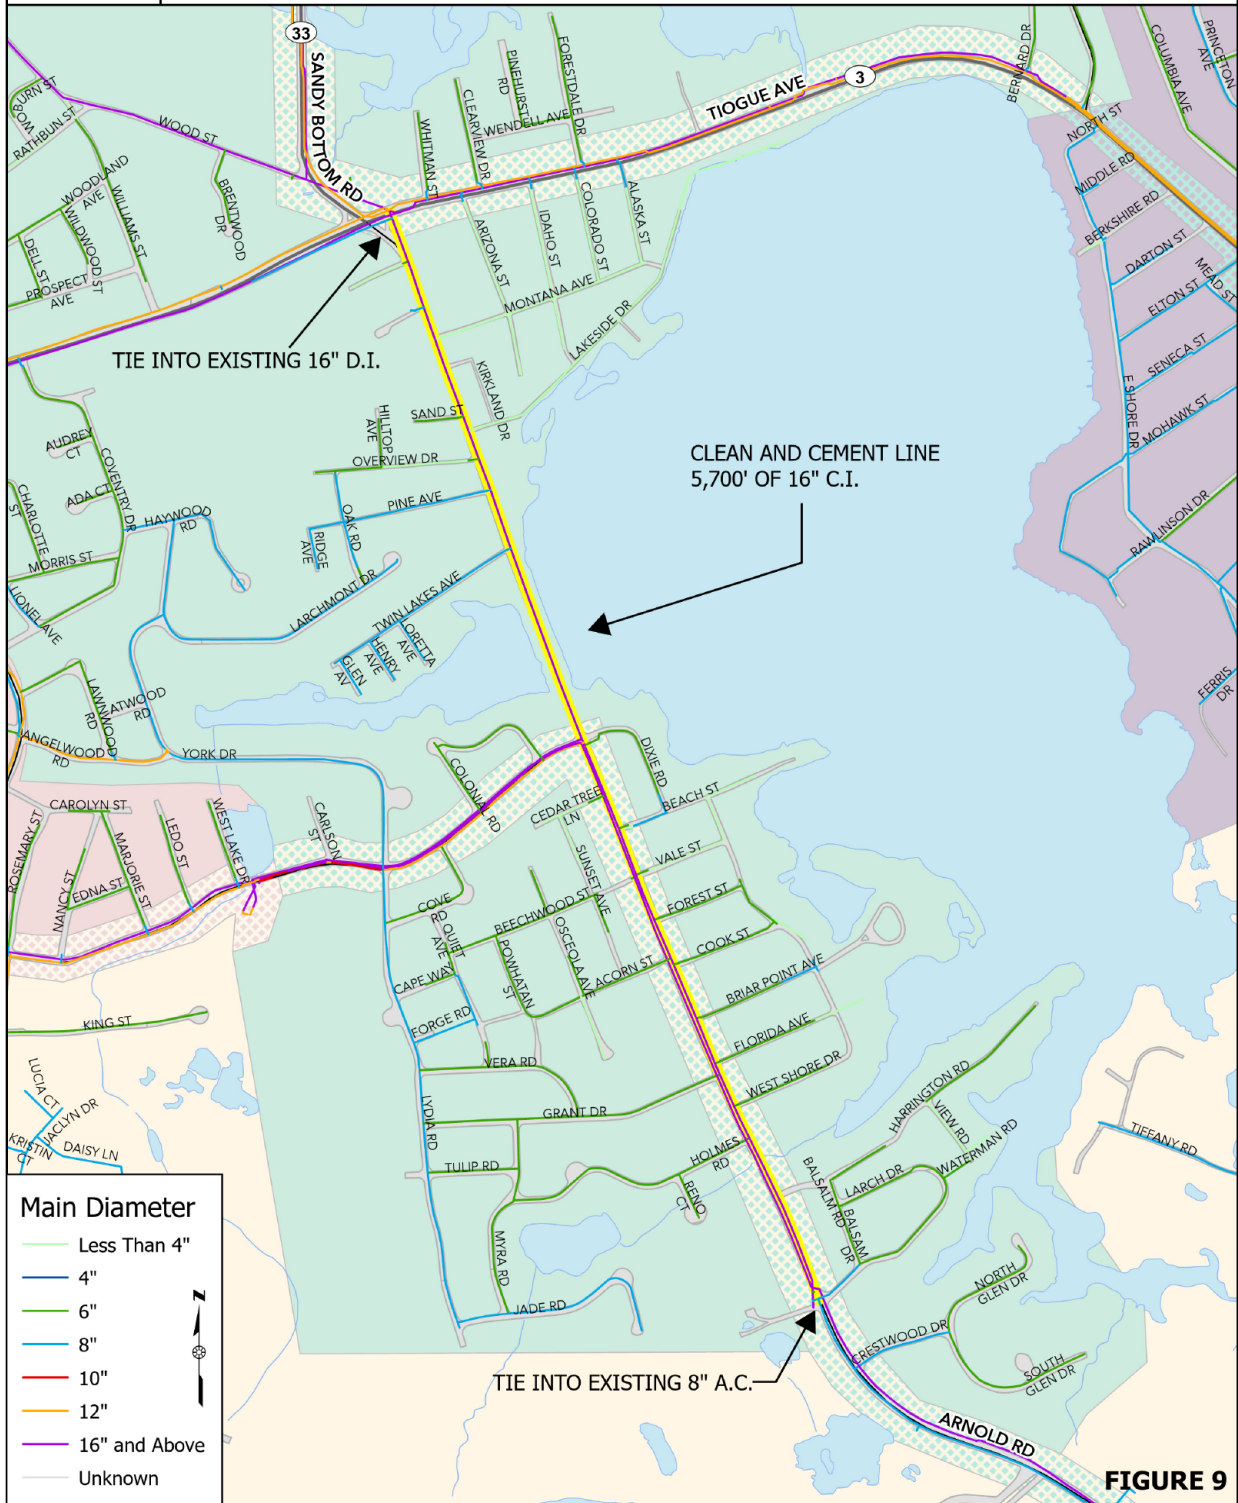 33
SANDY BOTTOM RD
PINEHURST
RD
FORESTDALE DR
BERNARD DR
COLUMBIA AVE
PRINCETON
AVE
BURN ST
RATHBUN ST
WOOD ST
CLEARVIEW DR
WENDELL AVE
TIOGUE AVE
3
WHITMAN ST
NORTH ST
MIDDLE RD
BERKSHIRE RD
DARTON ST
MEAD ST
ELTON ST
SENECA ST
MOHAWK ST
E SHORE DR
RAWLINSON DR
FERRIS
DR
WOODLAND
AVE
WILLIAMS ST
WILDWOOD ST
BRENTWOOD
DR
DELL ST
PROSPECT
AVE
ARIZONA ST
IDAHO ST
COLORADO ST
ALASKA ST
MONTANA AVE
LAKESIDE DR
TIE INTO EXISTING 16" D.I.
KIRKLAND DR
SAND ST
HILLTOP
AVE
OVERVIEW DR
CLEAN AND CEMENT LINE
5,700' OF 16" C.I.
AUDREY
CT
COVENTRY DR
ADA CT
CHARLOTTE
ST
HAYWOOD
RD
MORRIS ST
LIONEL AVE
PINE AVE
OAK RD
RIDGE
AVE
LARCHMONT DR
TWIN LAKES AVE
LORETTA
AVE
HENRY
AVE
GLEN
AV
LAWNWOOD
RD
ATWOOD
RD
ANGELWOOD
RD
YORK DR
COLONIAL RD
DIXIE RD
BEACH ST
CEDAR TREE
LN
CAROLYN ST
ROSEMARY ST
MARJORIE ST
LEDO ST
WEST LAKE DR
CARLSON
ST
NANCY ST
EDNA ST
SUNSET AVE
VALE ST
FOREST ST
COOK ST
BEECHWOOD ST
COVE
RD
QUIET
AVE
OSCEOLA AVE
POWHATAN
ST
ACORN ST
CAPE WAY
FORGE RD
BRIAR POINT AVE
FLORIDA AVE
WEST SHORE DR
KING ST
VERA RD
GRANT DR
LYDIA RD
TULIP RD
HOLMES
RD
RENO
CT
MYRA RD
JADE RD
HARRINGTON RD
VIEW RD
WATERMAN RD
LARCH DR
BALSALM RD
BALSAM
DR
TIFFANY RD
LUCIA CT
JACLYN DR
KRISTIN
CT
DAISY LN
NORTH
GLEN DR
CRESTWOOD DR
SOUTH
GLEN DR
TIE INTO EXISTING 8" A.C.
ARNOLD RD
Main Diameter
Less Than 4"
4"
6"
8"
10"
12"
16" and Above
Unknown
N
FIGURE 9